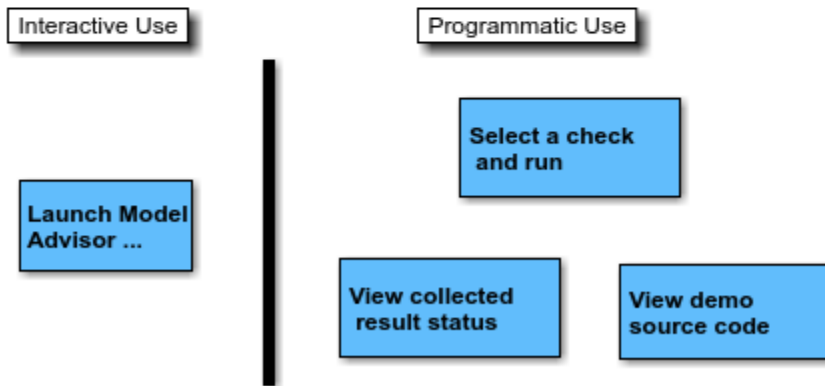 Interactive Use
Programmatic Use
Select a check
and run
Launch Model
Advisor ...
View collected
result status
View demo
source code